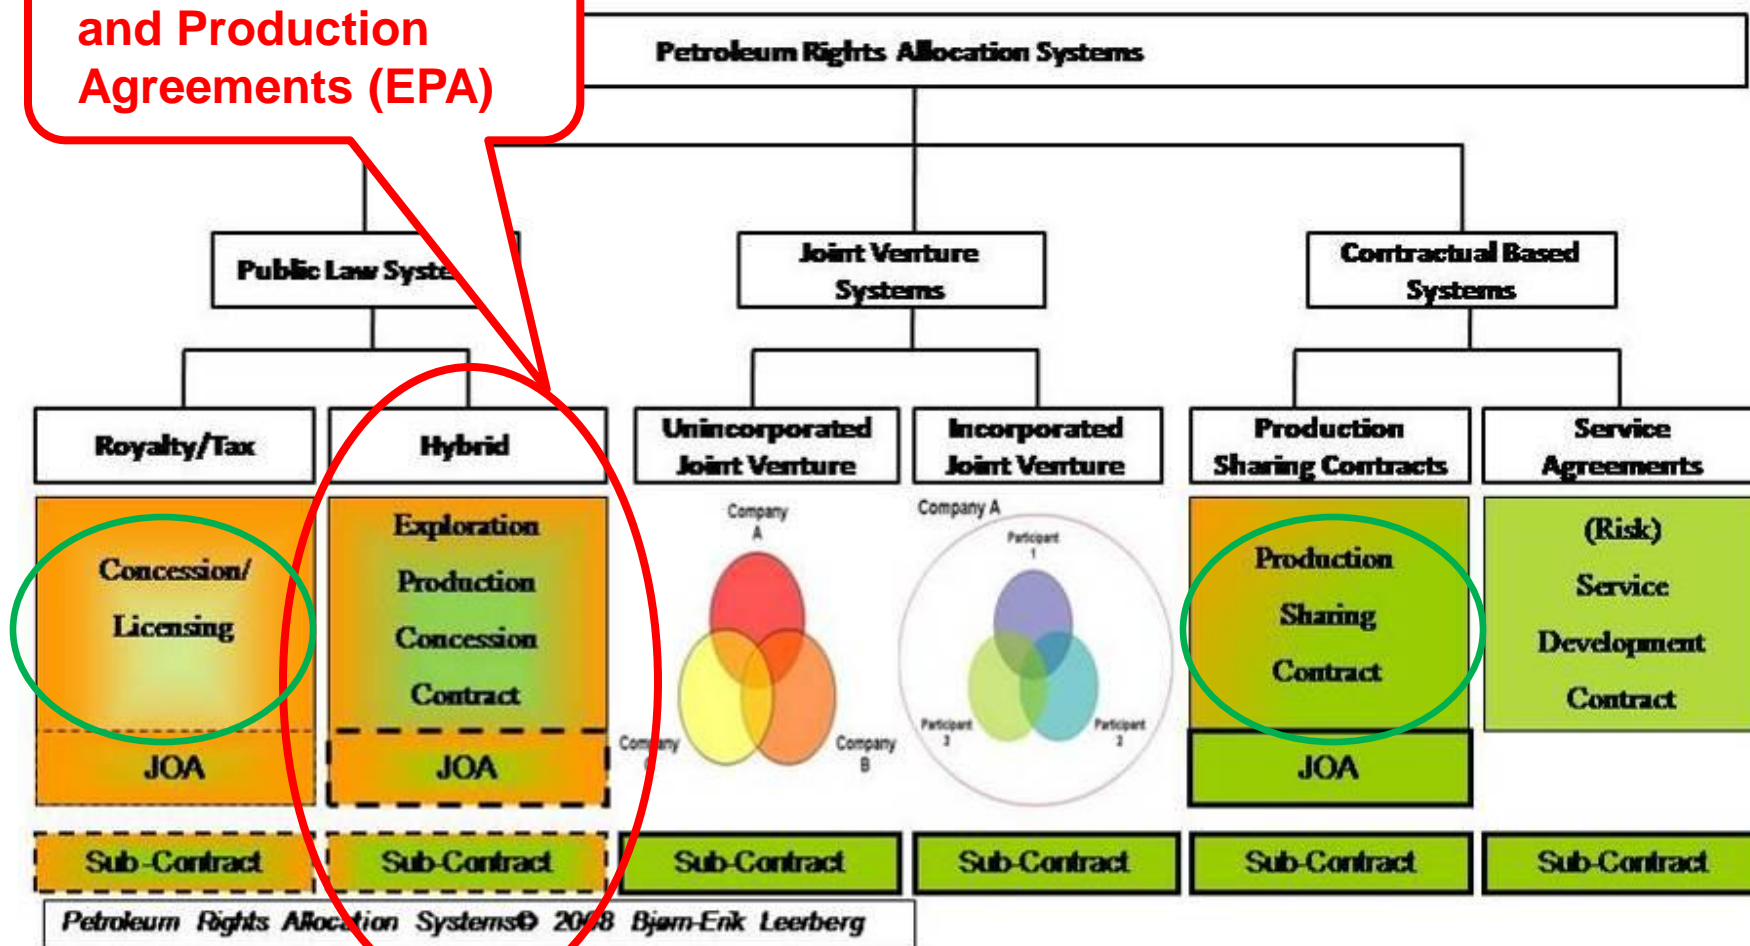 and Production
Agreements (EPA)
Petroleum Rights Allocation Systems
Public Law Syste
Joint Venture
Systems
Contractual Based
Systems
Royalty/Tax
Hybrid
Unincorporated
Joint Venture
Incorporated
Joint Venture
Production
Sharing Contracts
Service
Agreements
Concession/
Licensing
JOA
Exploration
Production
Concession
Contract
JOA
Company
A
Company
Company
B
Company A
Participant
1
Participant
3
Participant
2
Production
Sharing
Contract
JOA
(Risk)
Service
Development
Contract
Sub-Contract
Sub-Contract
Sub-Contract
Sub-Contract
Sub-Contract
Sub-Contract
Petroleum Rights Allocation Systems© 2008 Bjørn-Erik Leerberg